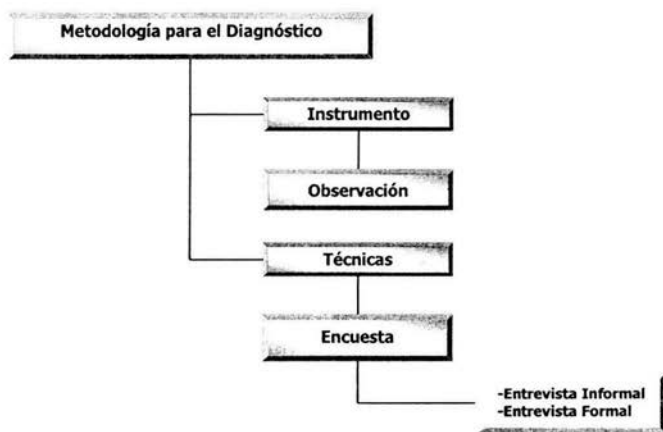 Metodología para el Diagnóstico
Instrumento
Observación
Técnicas
Encuesta
-Entrevista Informal
-Entrevista Formal